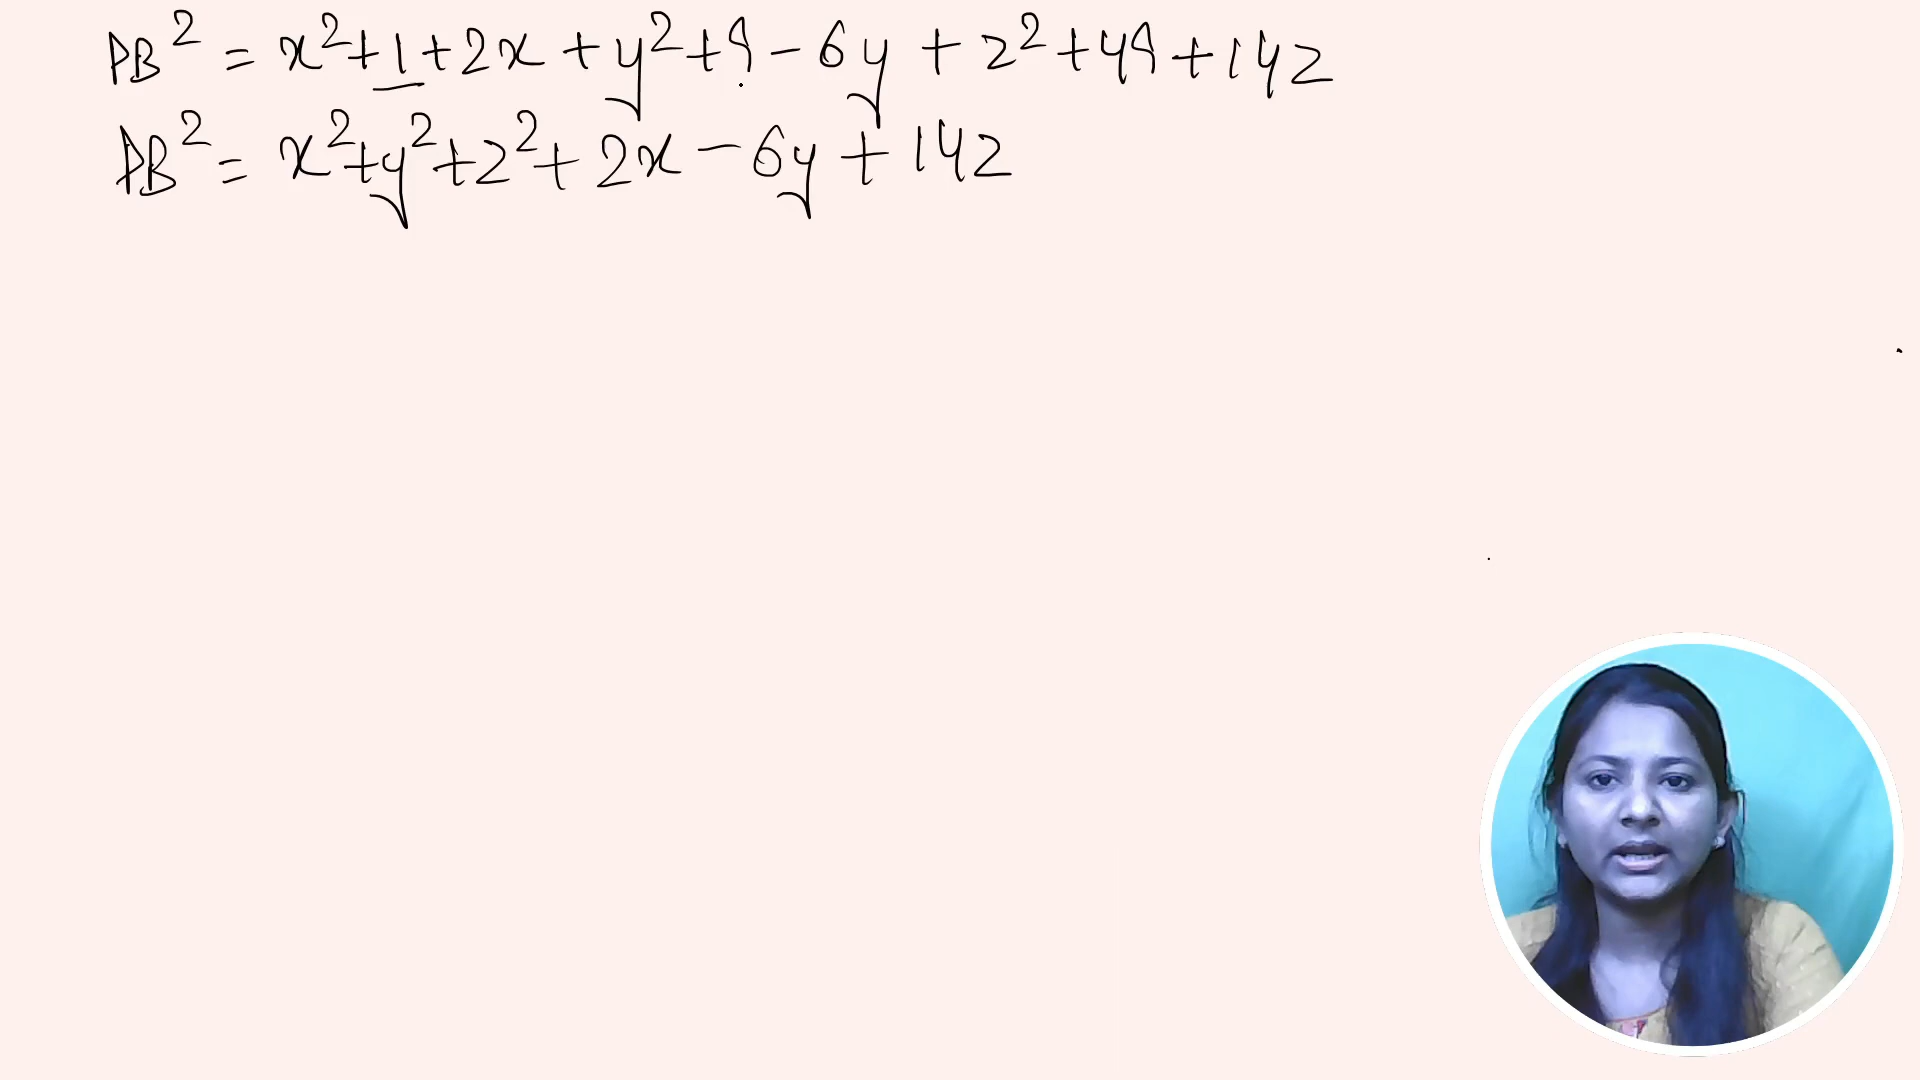 PB² = x²+1+2x+y²+9-6y+z²+49+14z
PB² = x²+y²+z²+2x-6y+14z